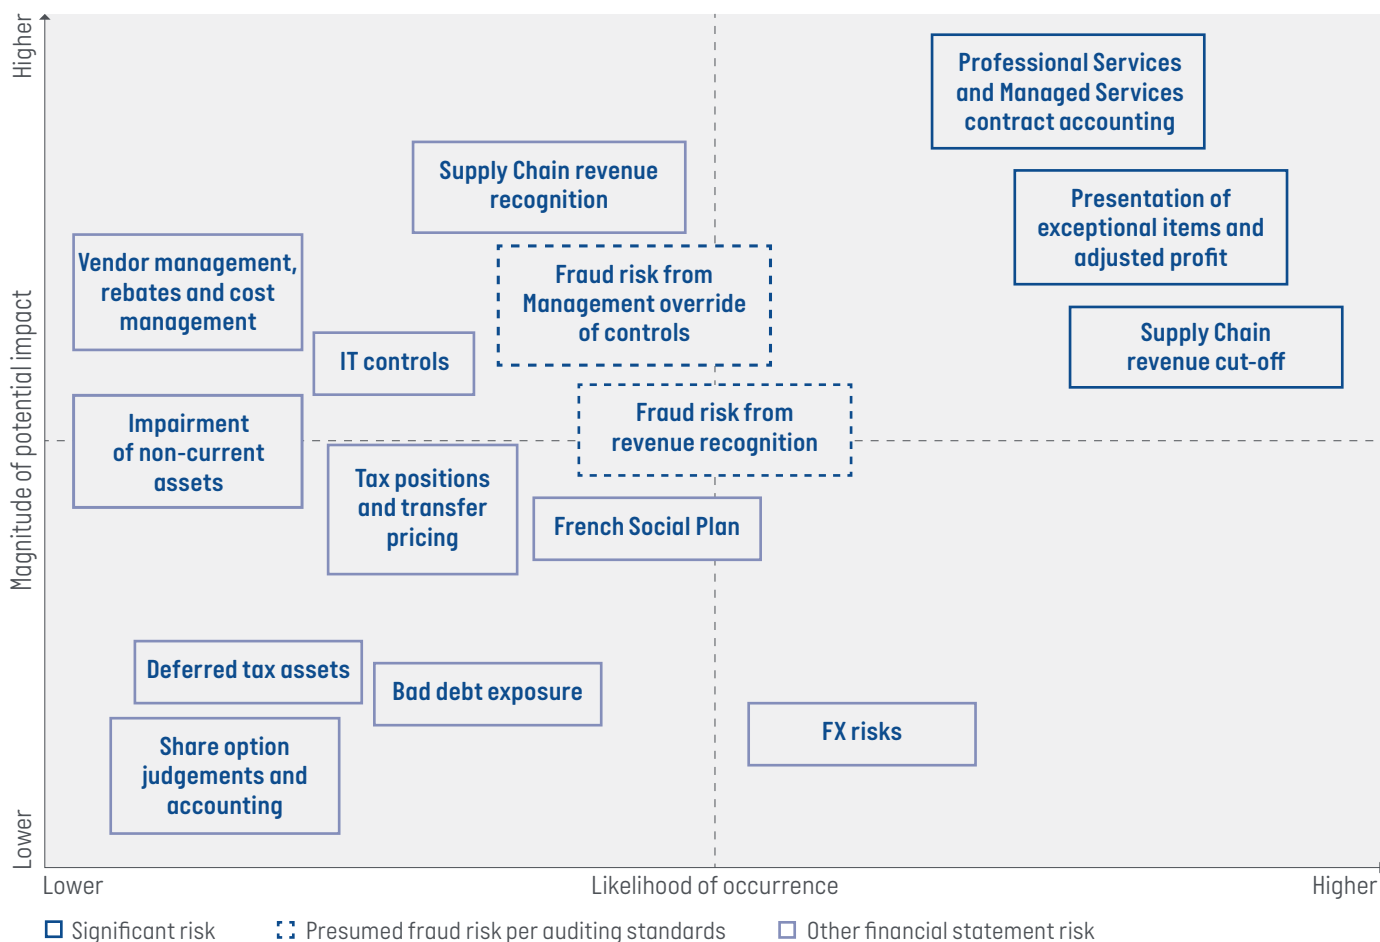 Higher
Magnitude of potential impact
Lower
Professional Services
and Managed Services
contract accounting
Supply Chain revenue
recognition
Presentation of
exceptional items and
adjusted profit
Vendor management,
rebates and cost
management
Fraud risk from
Management override
of controls
Supply Chain
revenue cut-off
IT controls
Fraud risk from
revenue recognition
Impairment
of non-current
assets
Tax positions
and transfer
pricing
French Social Plan
Deferred tax assets
Bad debt exposure
FX risks
Share option
judgements and
accounting
Lower
Likelihood of occurrence
Higher
Significant risk
Presumed fraud risk per auditing standards
Other financial statement risk